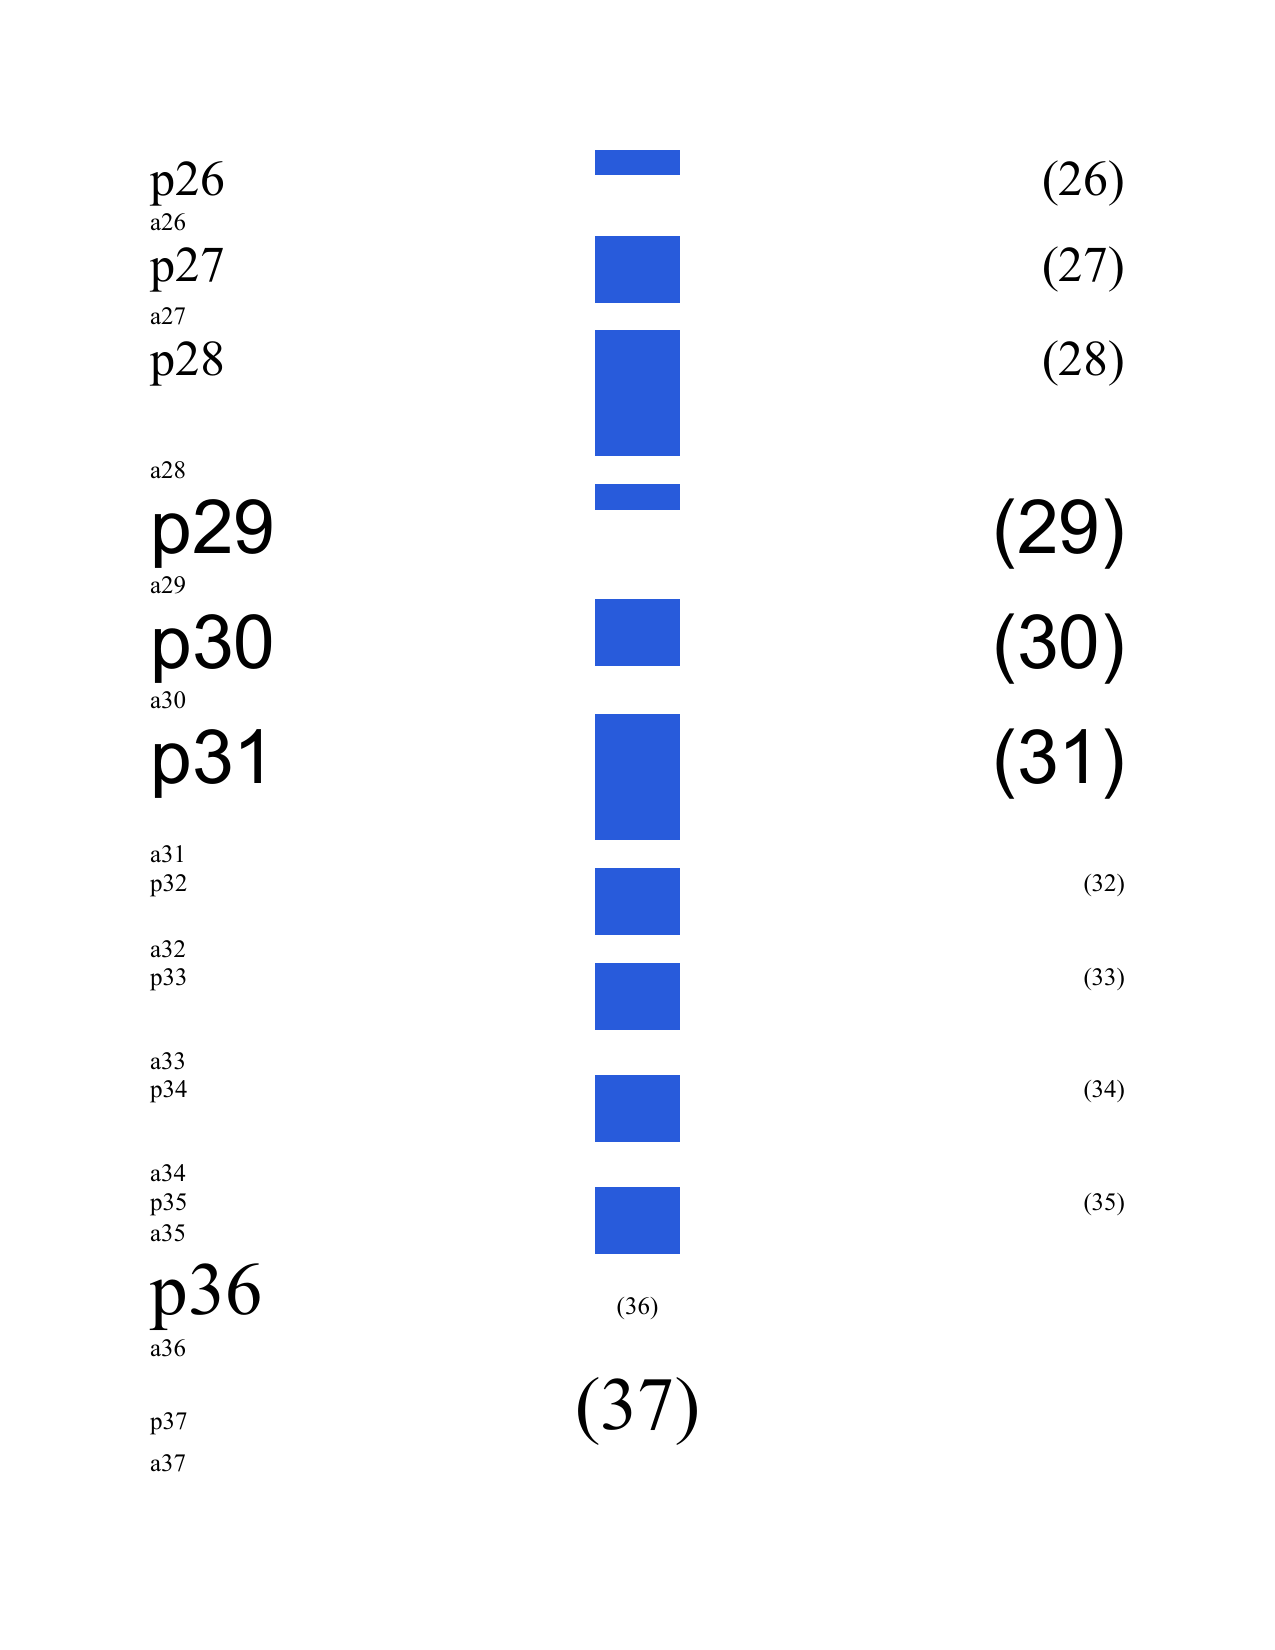 p26 (26)
a26
p27 (27)
a27
p28 (28)
a28
p29 (29)
a29
p30 (30)
a30
p31 (31)
a31
p32 (32)
a32
p33 (33)
a33
p34 (34)
a34
p35 (35)
a35
p36 (36)
a36
p37 (37)
a37